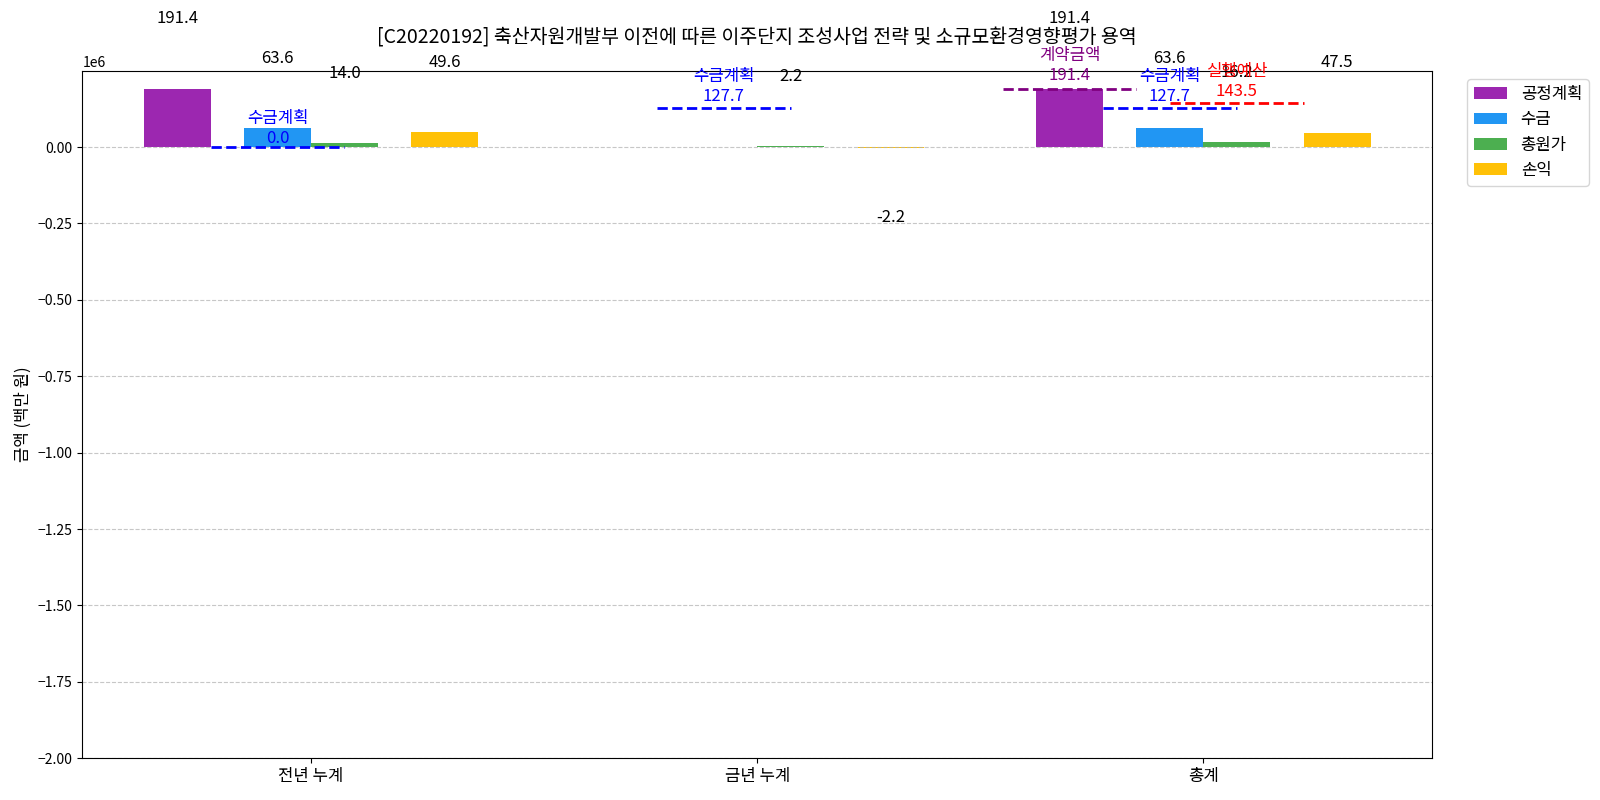 191.4
191.4
[C20220192] 축산자원개발부 이전에 따른 이주단지 조성사업 전략 및 소규모환경영향평가 용역
계약금액
191.4
1e6
63.6
14.0
49.6
수금계획
127.7
2.2
63.6
수금계획
127.7
16.2
실행예산
143.5
47.5
수금계획
0.0
-2.2
공정계획
수금
총원가
손익
0.00
−0.25
−0.50
−0.75
−1.00
−1.25
−1.50
−1.75
−2.00
금액 (백만 원)
전년 누계
금년 누계
총계